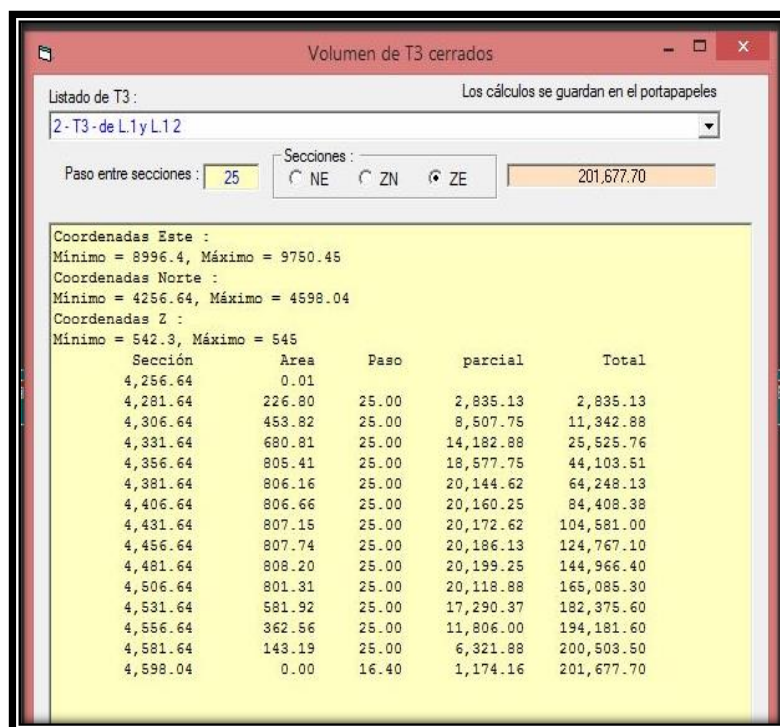 Volumen de T3 cerrados
Listado de T3 :
Los cálculos se guardan en el portapapeles
2 - T3 - de L.1 y L.1 2
Paso entre secciones : 25
Secciones :
NE ZN ZE
201,677.70
Coordenadas Este :
Mínimo = 8996.4, Máximo = 9750.45
Coordenadas Norte :
Mínimo = 4256.64, Máximo = 4598.04
Coordenadas Z :
Mínimo = 542.3, Máximo = 545
Sección Area Paso parcial Total
4,256.64 0.01
4,281.64 226.80 25.00 2,835.13 2,835.13
4,306.64 453.82 25.00 8,507.75 11,342.88
4,331.64 680.81 25.00 14,182.88 25,525.76
4,356.64 805.41 25.00 18,577.75 44,103.51
4,381.64 806.16 25.00 20,144.62 64,248.13
4,406.64 806.66 25.00 20,160.25 84,408.38
4,431.64 807.15 25.00 20,172.62 104,581.00
4,456.64 807.74 25.00 20,186.13 124,767.10
4,481.64 808.20 25.00 20,199.25 144,966.40
4,506.64 801.31 25.00 20,118.88 165,085.30
4,531.64 581.92 25.00 17,290.37 182,375.60
4,556.64 362.56 25.00 11,806.00 194,181.60
4,581.64 143.19 25.00 6,321.88 200,503.50
4,598.04 0.00 16.40 1,174.16 201,677.70